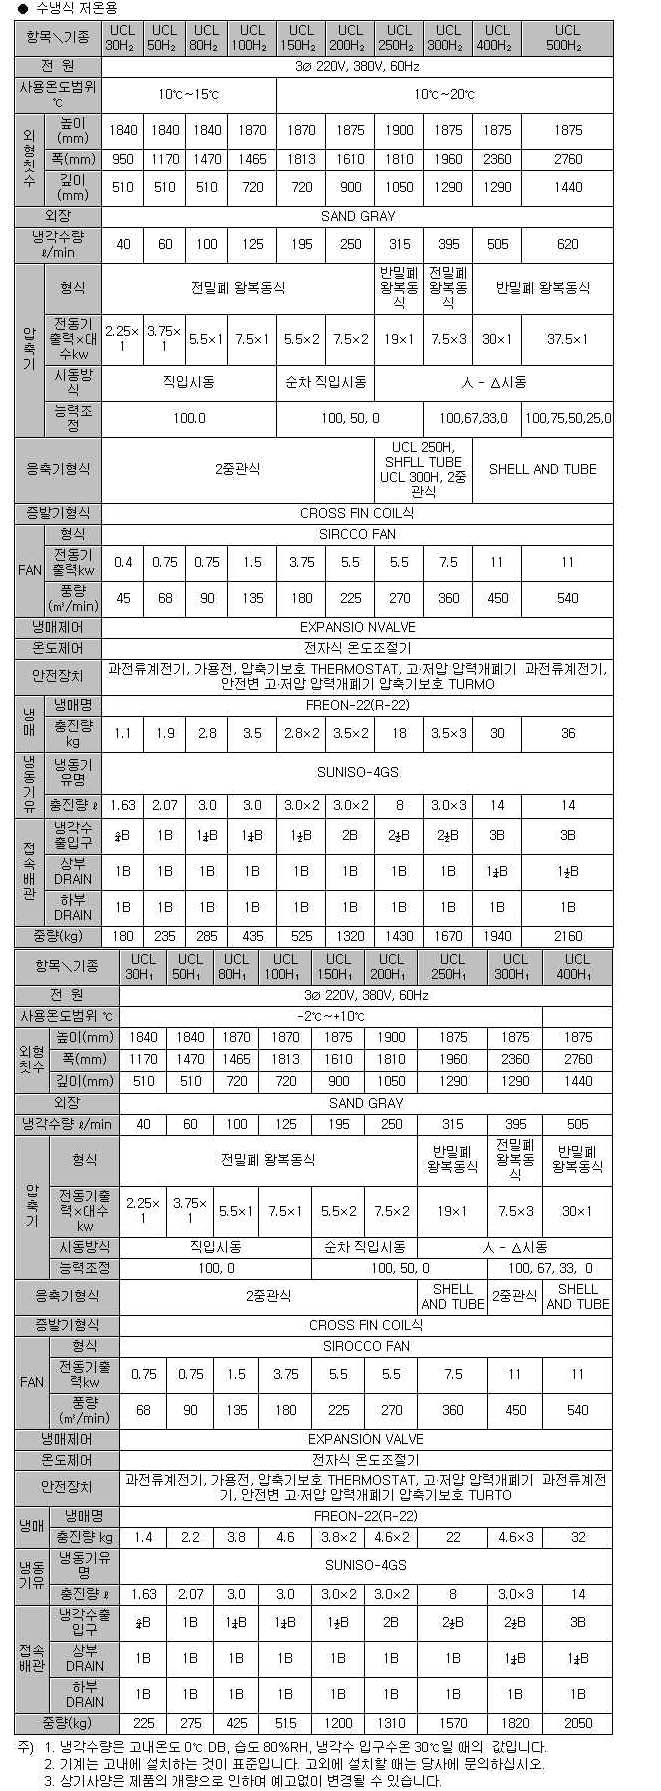 ● 수냉식 저온용
항목＼기종 UCL 30H₂ UCL 50H₂ UCL 80H₂ UCL 100H₂ UCL 150H₂ UCL 200H₂ UCL 250H₂ UCL 300H₂ UCL 400H₂ UCL 500H₂
전 원 3∅ 220V, 380V, 60Hz
사용온도범위 ℃ 10℃~15℃ 10℃~20℃
외형칫수
높이(mm) 1840 1840 1840 1870 1870 1875 1900 1875 1875 1875
폭(mm) 950 1170 1470 1465 1813 1610 1810 1960 2360 2760
깊이(mm) 510 510 510 720 720 900 1050 1290 1290 1440
외장 SAND GRAY
냉각수량 ℓ/min 40 60 100 125 195 250 315 395 505 620
압축기
형식 전밀폐 왕복동식 반밀폐 왕복동식 전밀폐 왕복동식 반밀폐 왕복동식
전동기출력×대수kw 2.25×1 3.75×1 5.5×1 7.5×1 5.5×2 7.5×2 19×1 7.5×3 30×1 37.5×1
시동방식 직입시동 순차 직입시동 人 - △시동
능력조정 100.0 100, 50, 0 100,67,33,0 100,75,50,25,0
응축기형식 2중관식 UCL 250H, SHFLL TUBE UCL 300H, 2중관식 SHELL AND TUBE
증발기형식 CROSS FIN COIL식
FAN
형식 SIRCCO FAN
전동기출력kw 0.4 0.75 0.75 1.5 3.75 5.5 5.5 7.5 11 11
풍량(㎥/min) 45 68 90 135 180 225 270 360 450 540
냉매제어 EXPANSIO NVALVE
온도제어 전자식 온도조절기
안전장치 과전류계전기, 가용전, 압축기보호 THERMOSTAT, 고·저압 압력개폐기 과전류계전기,
안전변 고·저압 압력개폐기 압축기보호 TURMO
냉매
냉매명 FREON-22(R-22)
충진량 kg 1.1 1.9 2.8 3.5 2.8×2 3.5×2 18 3.5×3 30 36
냉동기유
냉동기유명 SUNISO-4GS
충진량 ℓ 1.63 2.07 3.0 3.0 3.0×2 3.0×2 8 3.0×3 14 14
접속배관
냉각수출입구 ¾B 1B 1¼B 1¼B 1½B 2B 2½B 2½B 3B 3B
상부 DRAIN 1B 1B 1B 1B 1B 1B 1B 1B 1¼B 1½B
하부 DRAIN 1B 1B 1B 1B 1B 1B 1B 1B 1B 1B
중량(kg) 180 235 285 435 525 1320 1430 1670 1940 2160
항목＼기종 UCL 30H₁ UCL 50H₁ UCL 80H₁ UCL 100H₁ UCL 150H₁ UCL 200H₁ UCL 250H₁ UCL 300H₁ UCL 400H₁
전 원 3∅ 220V, 380V, 60Hz
사용온도범위 ℃ -2℃~+10℃
외형칫수
높이(mm) 1840 1840 1870 1870 1875 1900 1875 1875 1875
폭(mm) 1170 1470 1465 1813 1610 1810 1960 2360 2760
깊이(mm) 510 510 720 720 900 1050 1290 1290 1440
외장 SAND GRAY
냉각수량 ℓ/min 40 60 100 125 195 250 315 395 505
압축기
형식 전밀폐 왕복동식 반밀폐 왕복동식 전밀폐 왕복동식 반밀폐 왕복동식
전동기출력×대수kw 2.25×1 3.75×1 5.5×1 7.5×1 5.5×2 7.5×2 19×1 7.5×3 30×1
시동방식 직입시동 순차 직입시동 人 - △시동
능력조정 100, 0 100, 50, 0 100, 67, 33, 0
응축기형식 2중관식 SHELL AND TUBE 2중관식 SHELL AND TUBE
증발기형식 CROSS FIN COIL식
FAN
형식 SIROCCO FAN
전동기출력kw 0.75 0.75 1.5 3.75 5.5 5.5 7.5 11 11
풍량(㎥/min) 68 90 135 180 225 270 360 450 540
냉매제어 EXPANSION VALVE
온도제어 전자식 온도조절기
안전장치 과전류계전기, 가용전, 압축기보호 THERMOSTAT, 고·저압 압력개폐기 과전류계전
기, 안전변 고·저압 압력개폐기 압축기보호 TURTO
냉매
냉매명 FREON-22(R-22)
충진량 kg 1.4 2.2 3.8 4.6 3.8×2 4.6×2 22 4.6×3 32
냉동기유
냉동기유명 SUNISO-4GS
충진량 ℓ 1.63 2.07 3.0 3.0 3.0×2 3.0×2 8 3.0×3 14
접속배관
냉각수출입구 ¾B 1B 1¼B 1¼B 1½B 2B 2½B 2½B 3B
상부 DRAIN 1B 1B 1B 1B 1B 1B 1B 1¼B 1¼B
하부 DRAIN 1B 1B 1B 1B 1B 1B 1B 1B 1B
중량(kg) 225 275 425 515 1200 1310 1570 1820 2050
주) 1. 냉각수량은 고내온도 0℃ DB, 습도 80%RH, 냉각수 입구수온 30℃일 때의 값입니다.
2. 기계는 고내에 설치하는 것이 표준입니다. 고외에 설치할 때는 당사에 문의하십시오.
3. 상기사양은 제품의 개량으로 인하며 예고없이 변경될 수 있습니다.